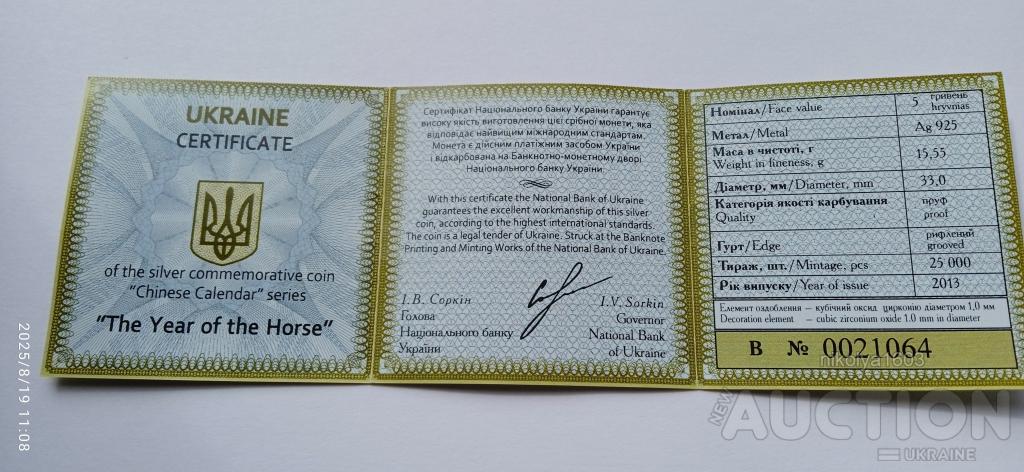 UKRAINE
CERTIFICATE
of the silver commemorative coin
"Chinese Calendar" series
"The Year of the Horse"
Сертифікат Національного банку України гарантує
високу якість виготовлення цієї срібної монети, яка
відповідає найвищим міжнародним стандартам.
Монета є дійсним платіжним засобом України
і відкарбована на Банкнотно-монетному дворі
Національного банку України.
With this certificate the National Bank of Ukraine
guarantees the excellent workmanship of this silver
coin, according to the highest international standards.
The coin is a legal tender of Ukraine. Struck at the Banknote
Printing and Minting Works of the National Bank of Ukraine.
І.В. Соркін I.V. Sorkin
Голова Governor
Національного банку National Bank
України of Ukraine
Номінал/Face value 5 гривень hryvnias
Метал/Metal Ag 925
Маса в чистоті, г 15,55
Weight in fineness, g
Діаметр, мм/Diameter, mm 33,0
Категорія якості карбування пруф
Quality proof
Гурт/Edge рифлений grooved
Тираж, шт./Mintage, pcs 25 000
Рік випуску/Year of issue 2013
Елемент оздоблення – кубічний оксид цирконію діаметром 1,0 мм
Decoration element – cubic zirconium oxide 1.0 mm in diameter
В № 0021064
nikolya1603
NEW
AUCTION
UKRAINE
2025/8/19 11:08